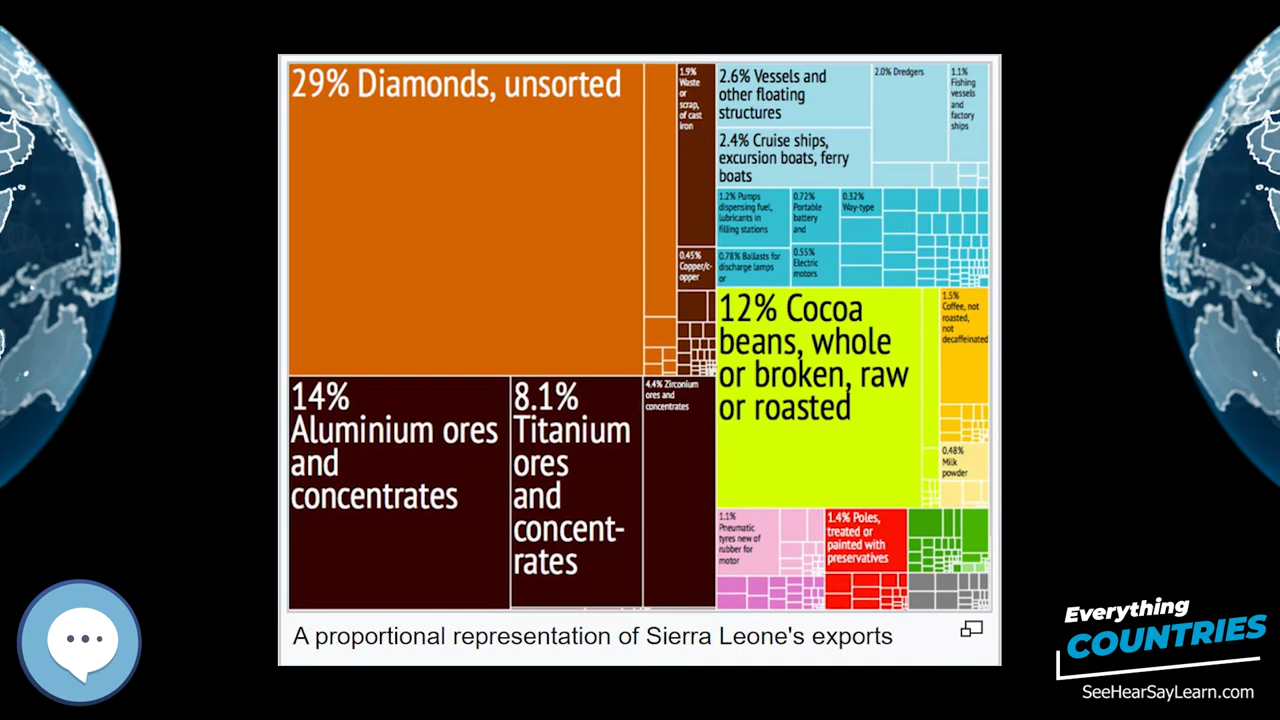 29% Diamonds, unsorted
1.9%
Waste
or
scrap,
of cast
iron
0.45%
Copper/c-
opper
2.6% Vessels and
other floating
structures
2.0% Dredgers
1.1%
Fishing
vessels
and
factory
ships
2.4% Cruise ships,
excursion boats, ferry
boats
1.2% Pumps
dispensing fuel,
lubricants in
filling stations
0.72%
Portable
battery
and
0.32%
Way-type
0.78% Ballasts for
discharge lamps
or
0.55%
Electric
motors
12% Cocoa
beans, whole
or broken, raw
or roasted
1.5%
Coffee, not
roasted,
not
decaffeinated
0.48%
Milk
powder
14%
Aluminium ores
and
concentrates
8.1%
Titanium
ores
and
concent-
rates
4.4% Zirconium
ores and
concentrates
1.1%
Pneumatic
tyres new of
rubber for
motor
1.4% Poles,
treated or
painted with
preservatives
A proportional representation of Sierra Leone's exports
Everything
COUNTRIES
SeeHearSayLearn.com